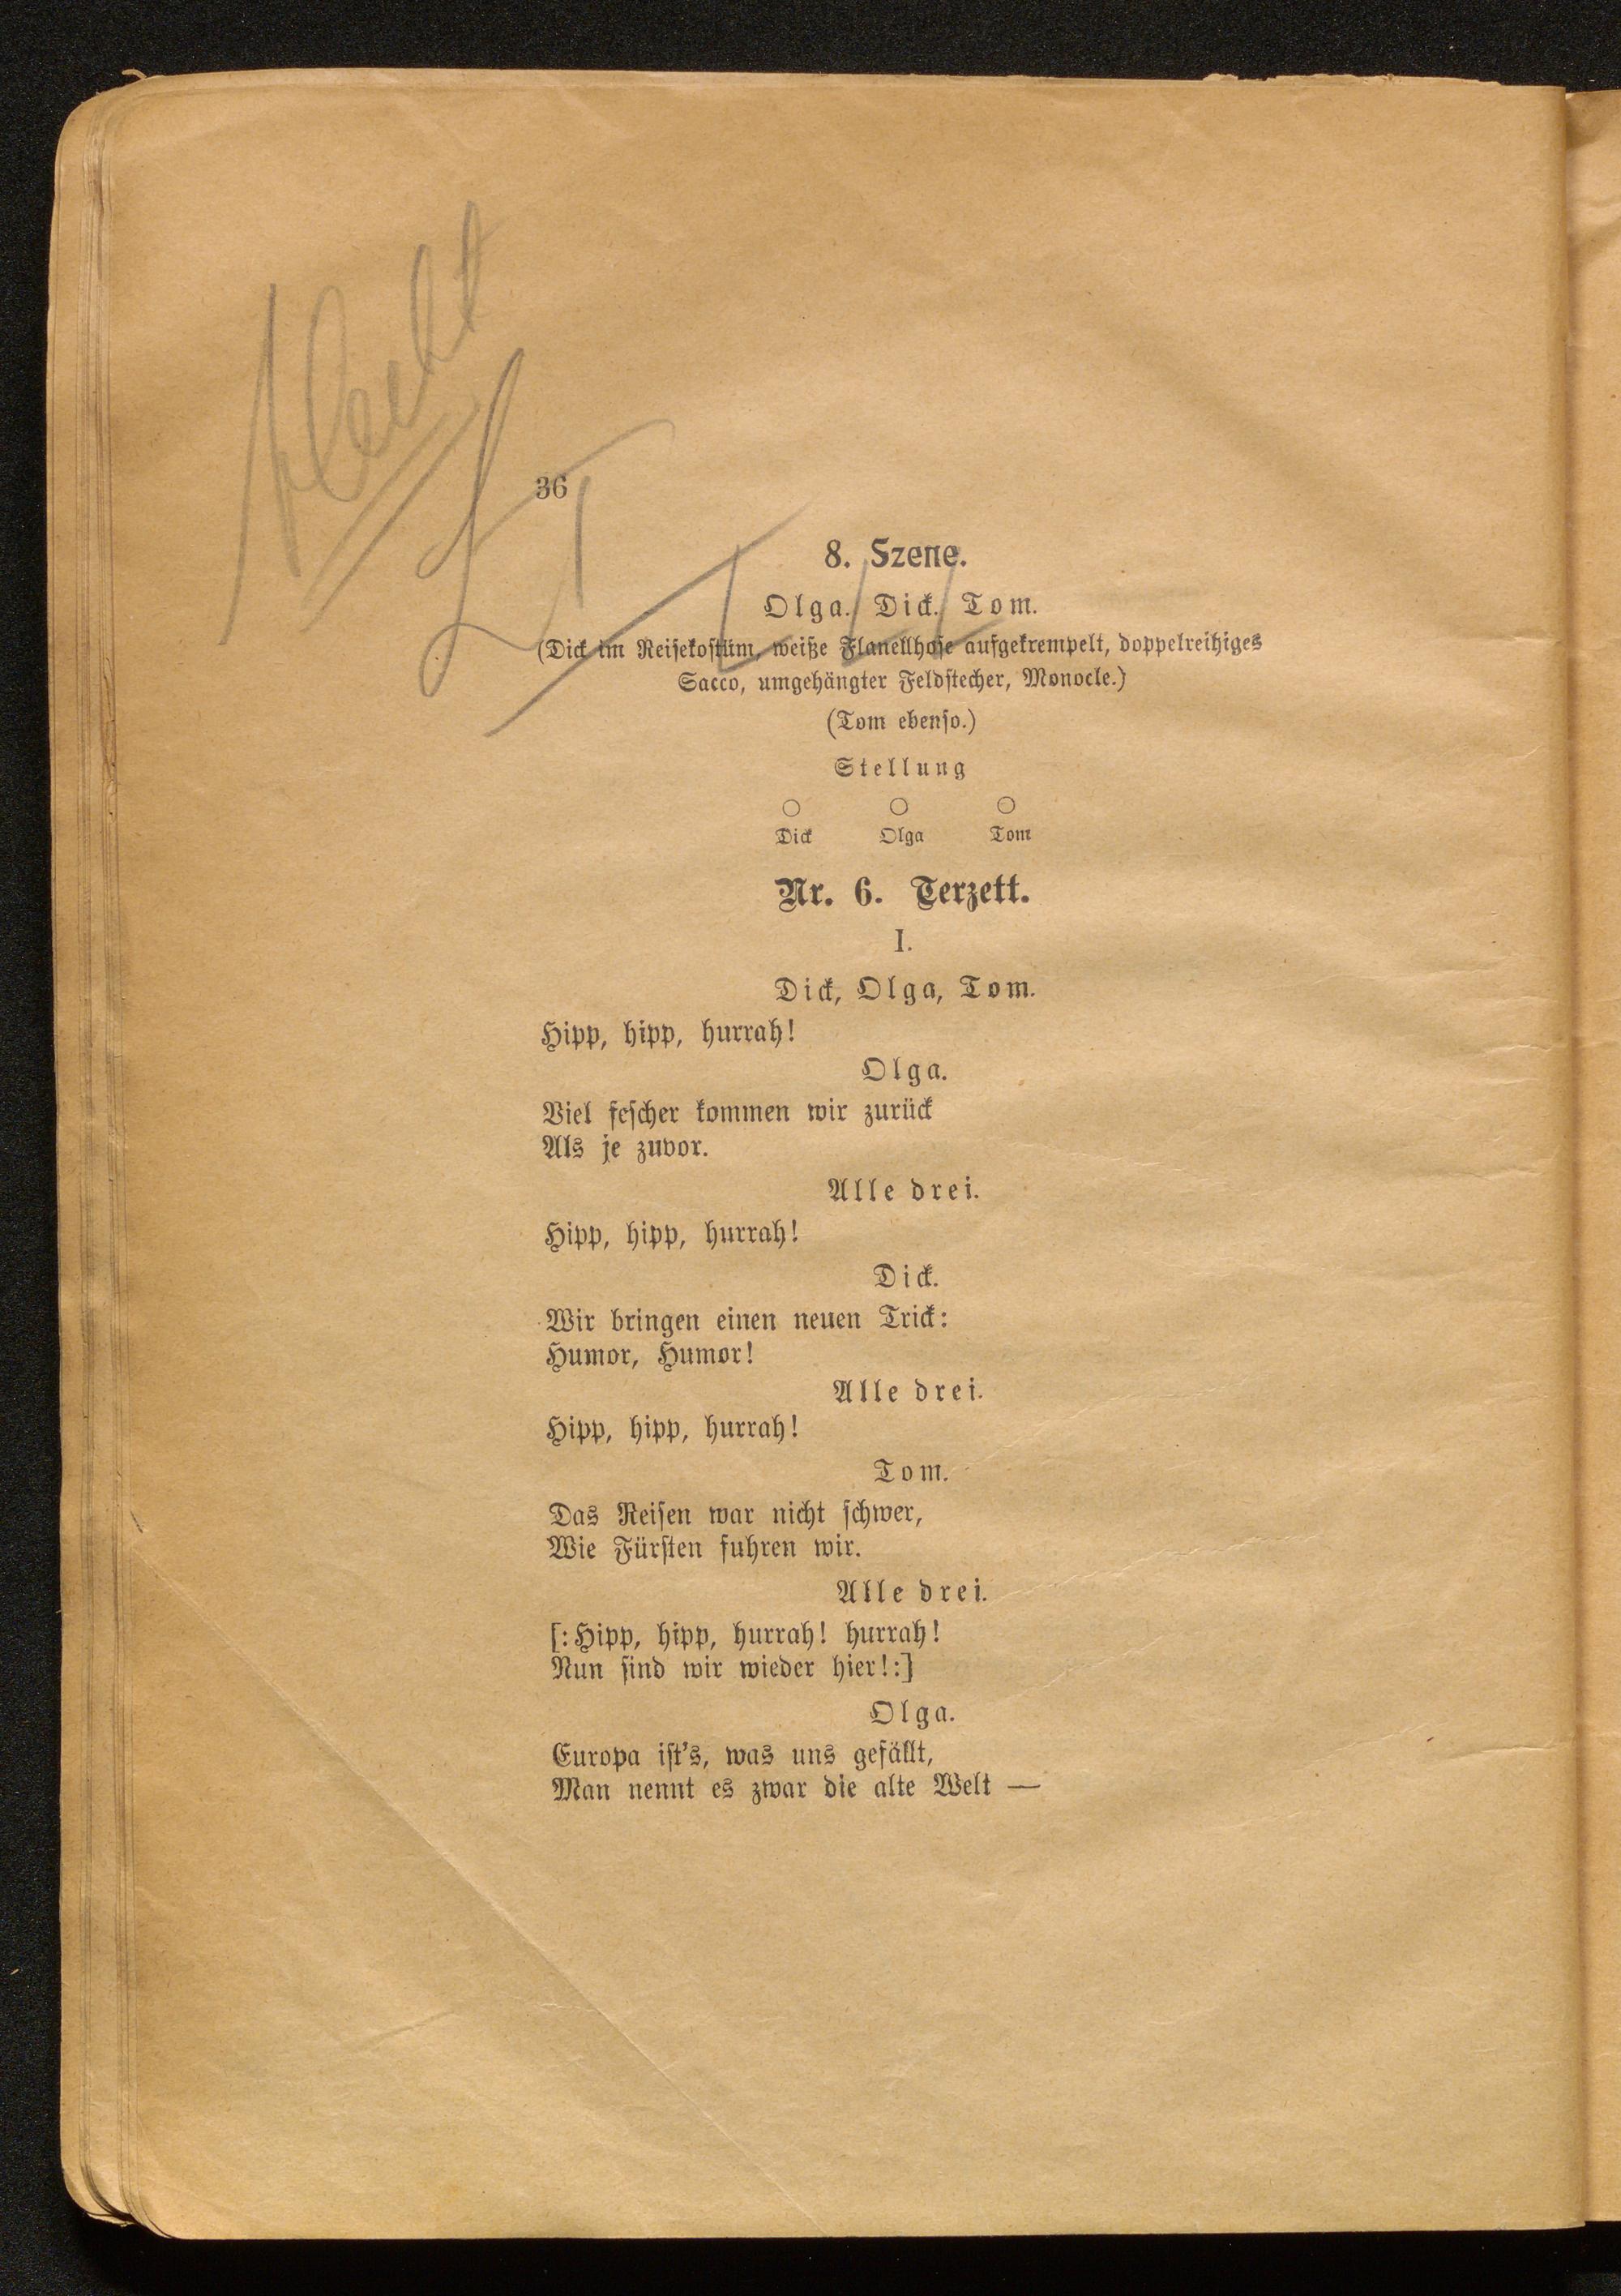 36
8. Szene.
Olga. Dick. Tom.
(Dick im Reisekostüm, weiße Flanellhose aufgekrempelt, doppelreihiges
Sacco, umgehängter Feldstecher, Monocle.)
(Tom ebenso.)
Stellung
○ ○ ○
Dick Olga Tom
Nr. 6. Terzett.
I.
Dick, Olga, Tom.
Hipp, hipp, hurrah!
Olga.
Viel fescher kommen wir zurück
Als je zuvor.
Alle drei.
Hipp, hipp, hurrah!
Dick.
Wir bringen einen neuen Trick:
Humor, Humor!
Alle drei.
Hipp, hipp, hurrah!
Tom.
Das Reisen war nicht schwer,
Wie Fürsten fuhren wir.
Alle drei.
[:Hipp, hipp, hurrah! hurrah!
Nun sind wir wieder hier!:]
Olga.
Europa ist's, was uns gefällt,
Man nennt es zwar die alte Welt —